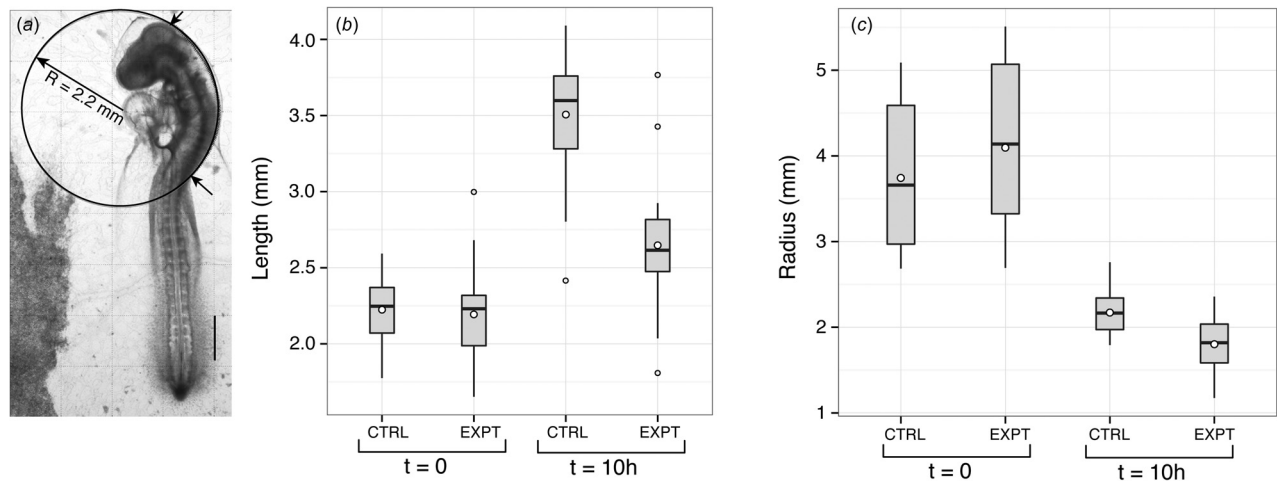 (a)
R = 2.2 mm
(b)
Length (mm)
4.0
3.5
3.0
2.5
2.0
CTRL EXPT CTRL EXPT
t = 0 t = 10h
(c)
Radius (mm)
5
4
3
2
1
CTRL EXPT CTRL EXPT
t = 0 t = 10h